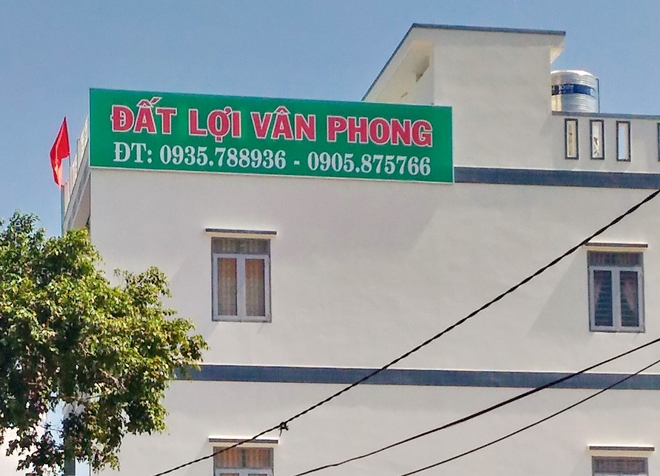 ĐẤT LỢI VÂN PHONG
ĐT: 0935.788936 - 0905.875766